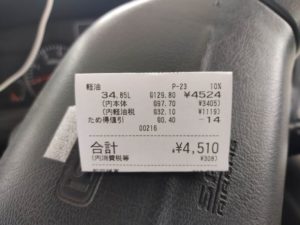 軽油 P-23 10%
34.85L @129.80 ¥4524
(内本体 @97.70 ¥3405)
(内軽油税 @32.10 ¥1119)
ため得値引 @0.40 -14
00216
合計 ¥4,510
(内消費税等 ¥308)
AIRBAG